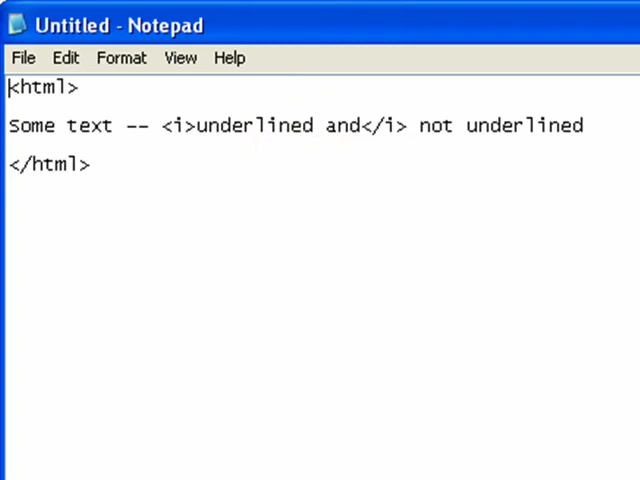 Untitled - Notepad
File Edit Format View Help
<html>
Some text -- <i>underlined and</i> not underlined
</html>